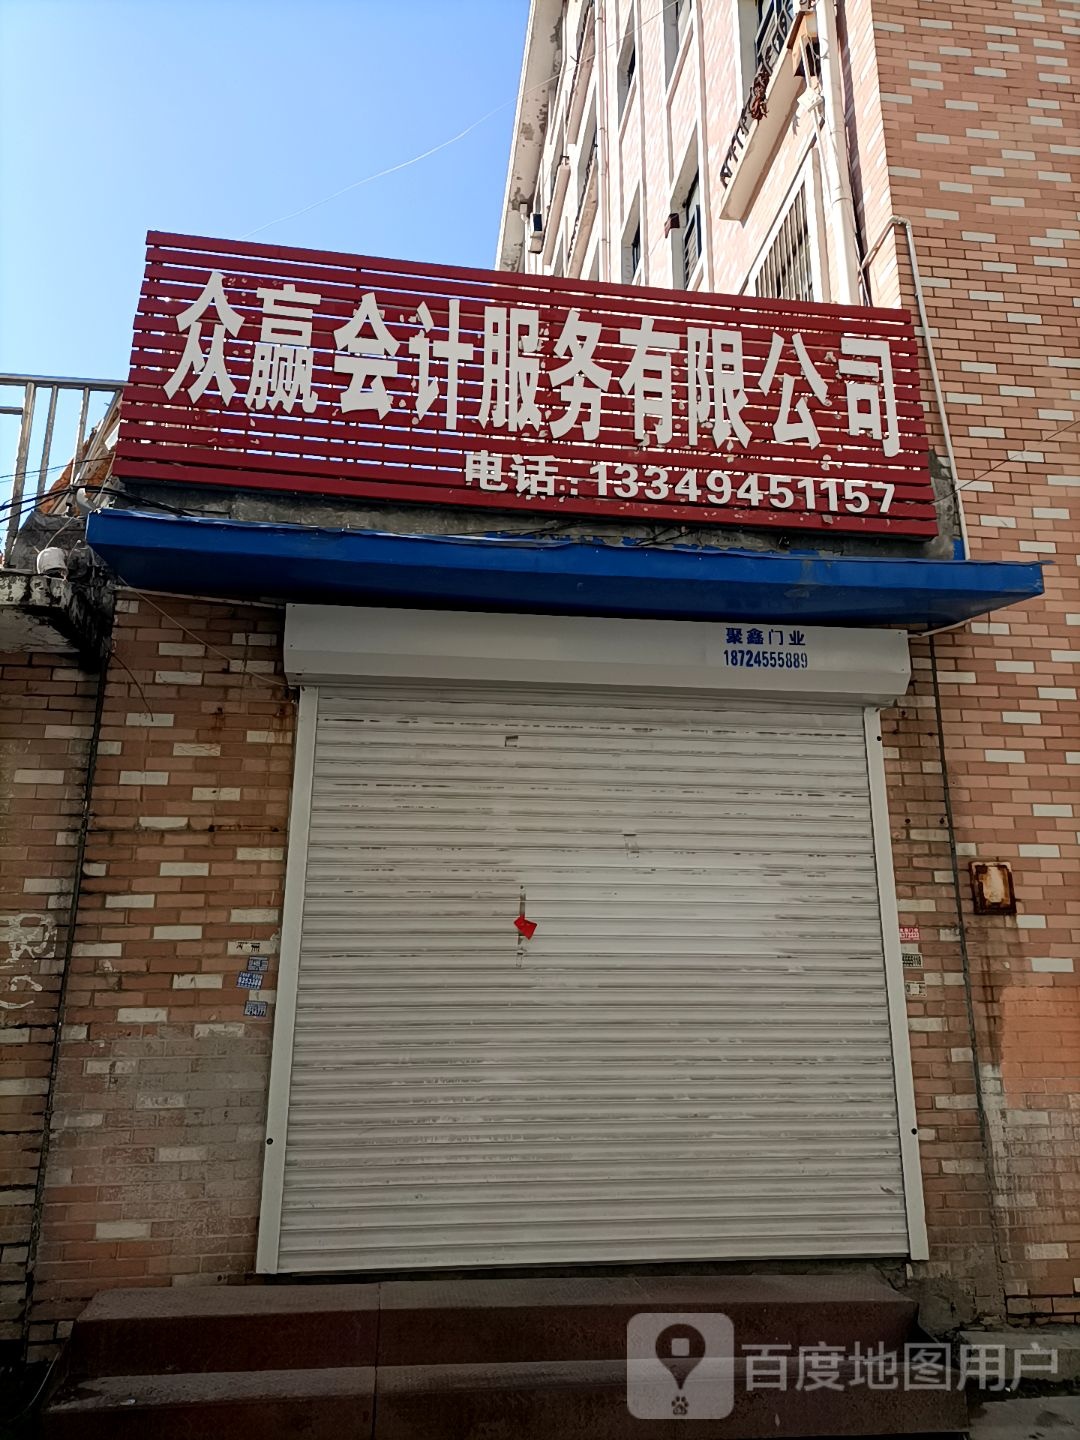 众赢会计服务有限公司
电话:13349451157
聚鑫门业
18724555889
百度地图用户